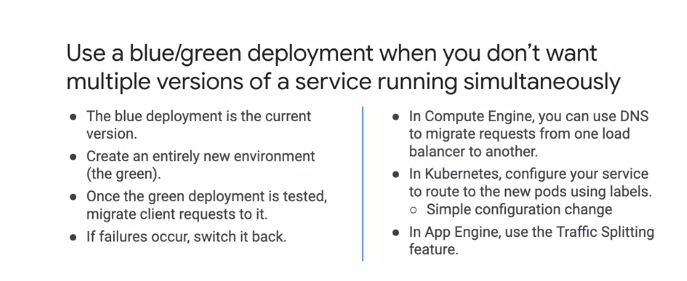 Use a blue/green deployment when you don't want
multiple versions of a service running simultaneously
● The blue deployment is the current
version.
● Create an entirely new environment
(the green).
● Once the green deployment is tested,
migrate client requests to it.
● If failures occur, switch it back.
● In Compute Engine, you can use DNS
to migrate requests from one load
balancer to another.
● In Kubernetes, configure your service
to route to the new pods using labels.
○ Simple configuration change
● In App Engine, use the Traffic Splitting
feature.